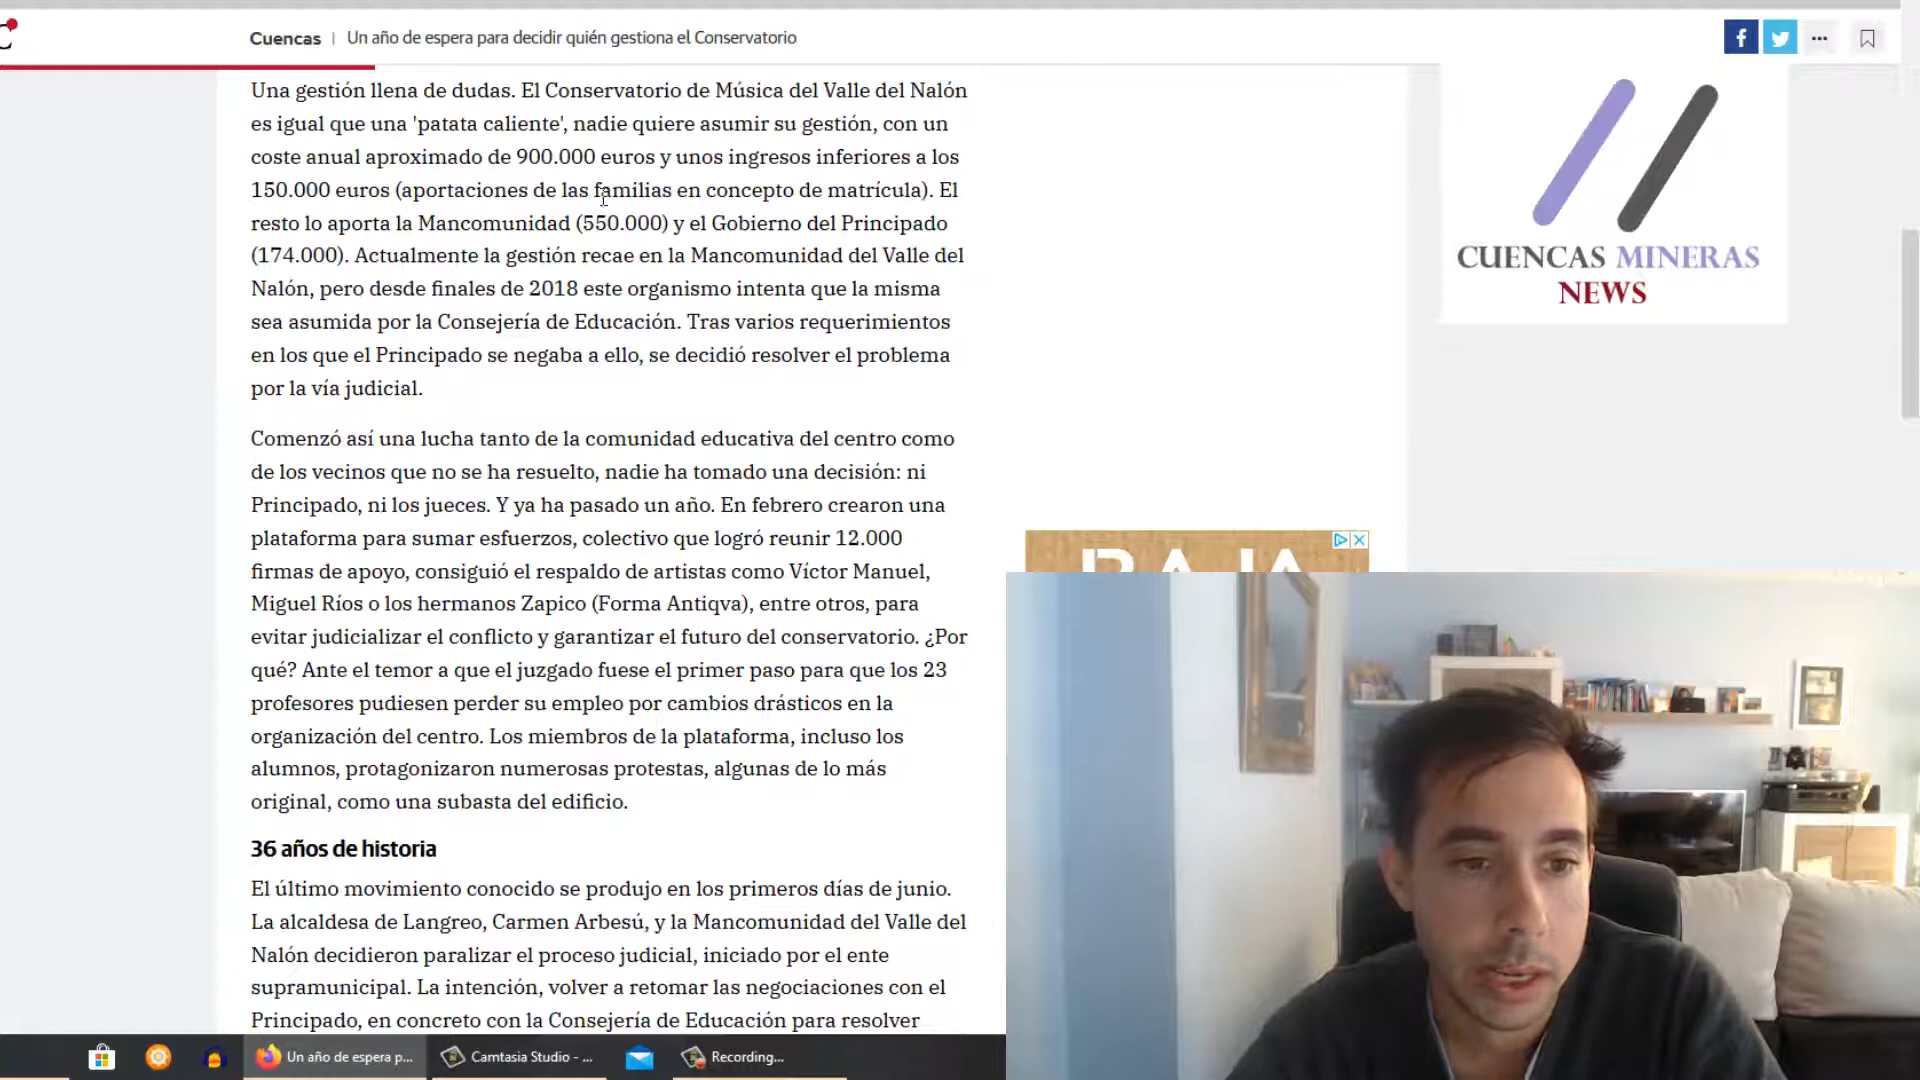 Cuencas | Un año de espera para decidir quién gestiona el Conservatorio
Una gestión llena de dudas. El Conservatorio de Música del Valle del Nalón
es igual que una 'patata caliente', nadie quiere asumir su gestión, con un
coste anual aproximado de 900.000 euros y unos ingresos inferiores a los
150.000 euros (aportaciones de las familias en concepto de matrícula). El
resto lo aporta la Mancomunidad (550.000) y el Gobierno del Principado
(174.000). Actualmente la gestión recae en la Mancomunidad del Valle del
Nalón, pero desde finales de 2018 este organismo intenta que la misma
sea asumida por la Consejería de Educación. Tras varios requerimientos
en los que el Principado se negaba a ello, se decidió resolver el problema
por la vía judicial.
Comenzó así una lucha tanto de la comunidad educativa del centro como
de los vecinos que no se ha resuelto, nadie ha tomado una decisión: ni
Principado, ni los jueces. Y ya ha pasado un año. En febrero crearon una
plataforma para sumar esfuerzos, colectivo que logró reunir 12.000
firmas de apoyo, consiguió el respaldo de artistas como Víctor Manuel,
Miguel Ríos o los hermanos Zapico (Forma Antiqva), entre otros, para
evitar judicializar el conflicto y garantizar el futuro del conservatorio. ¿Por
qué? Ante el temor a que el juzgado fuese el primer paso para que los 23
profesores pudiesen perder su empleo por cambios drásticos en la
organización del centro. Los miembros de la plataforma, incluso los
alumnos, protagonizaron numerosas protestas, algunas de lo más
original, como una subasta del edificio.
36 años de historia
El último movimiento conocido se produjo en los primeros días de junio.
La alcaldesa de Langreo, Carmen Arbesú, y la Mancomunidad del Valle del
Nalón decidieron paralizar el proceso judicial, iniciado por el ente
supramunicipal. La intención, volver a retomar las negociaciones con el
Principado, en concreto con la Consejería de Educación para resolver
CUENCAS MINERAS
NEWS
Un año de espera p...
Camtasia Studio - ...
Recording...